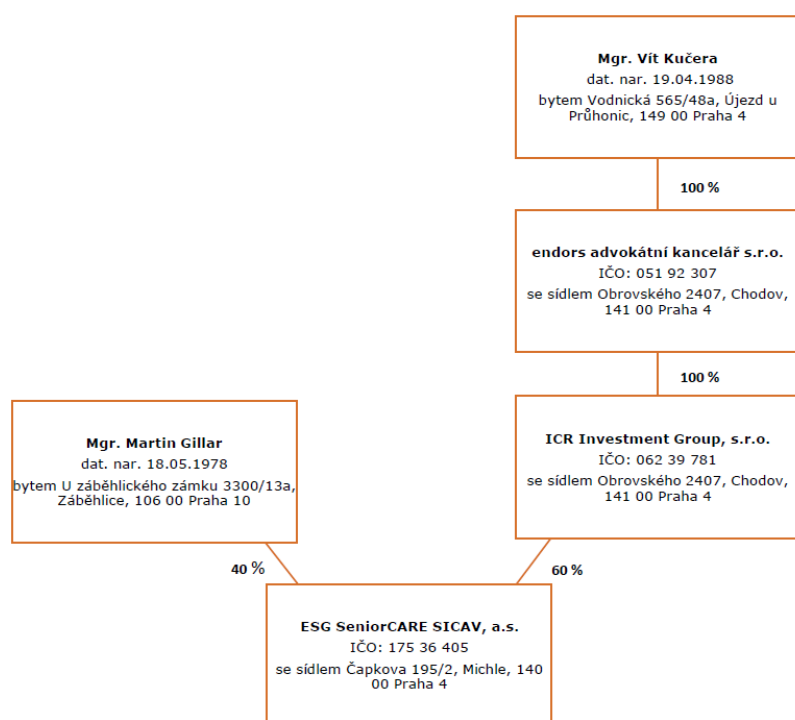 Mgr. Vít Kučera
dat. nar. 19.04.1988
bytem Vodnická 565/48a, Újezd u
Průhonic, 149 00 Praha 4
100 %
endors advokátní kancelář s.r.o.
IČO: 051 92 307
se sídlem Obrovského 2407, Chodov,
141 00 Praha 4
100 %
Mgr. Martin Gillar
dat. nar. 18.05.1978
bytem U záběhlického zámku 3300/13a,
Záběhlice, 106 00 Praha 10
ICR Investment Group, s.r.o.
IČO: 062 39 781
se sídlem Obrovského 2407, Chodov,
141 00 Praha 4
40 %
60 %
ESG SeniorCARE SICAV, a.s.
IČO: 175 36 405
se sídlem Čapkova 195/2, Michle, 140
00 Praha 4